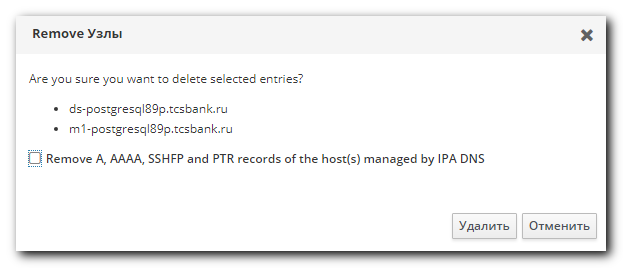 Remove Узлы
Are you sure you want to delete selected entries?
ds-postgresql89p.tcsbank.ru
m1-postgresql89p.tcsbank.ru
Remove A, AAAA, SSHFP and PTR records of the host(s) managed by IPA DNS
Удалить Отменить